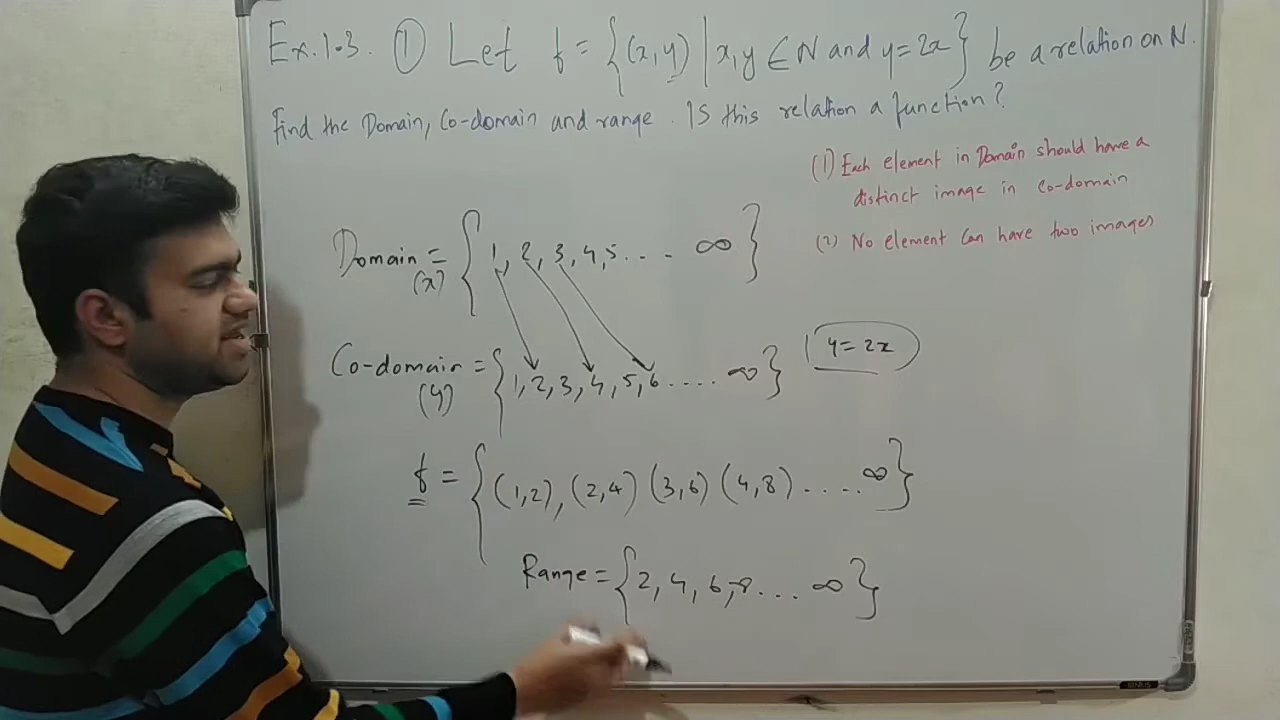 Ex.1.3. ① Let f = {(x,y) | x,y ∈ N and y=2x} be a relation on N.
Find the Domain, Co-domain and range. Is this relation a function?
(1) Each element in Domain should have a
distinct image in Co-domain
(2) No element can have two images
Domain = {1, 2, 3, 4, 5... ... ∞}
(x)
Co-domain = {1, 2, 3, 4, 5, 6..... ∞}
(y)
y=2x
f = {(1,2), (2,4) (3,6) (4,8) ..... ∞}
Range = {2, 4, 6, 8... ... ∞}